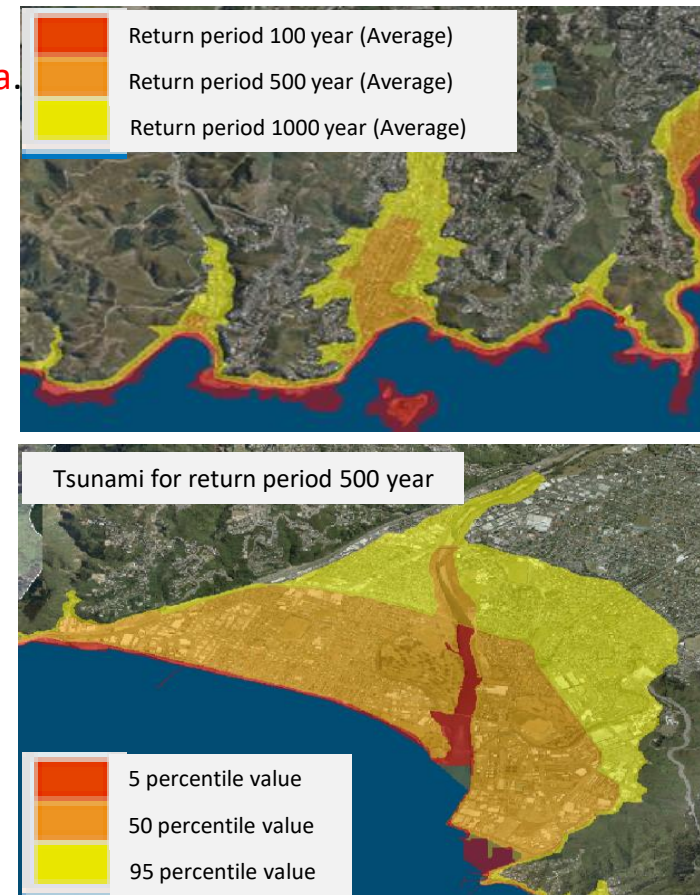 a.
Return period 100 year (Average)
Return period 500 year (Average)
Return period 1000 year (Average)
Tsunami for return period 500 year
5 percentile value
50 percentile value
95 percentile value